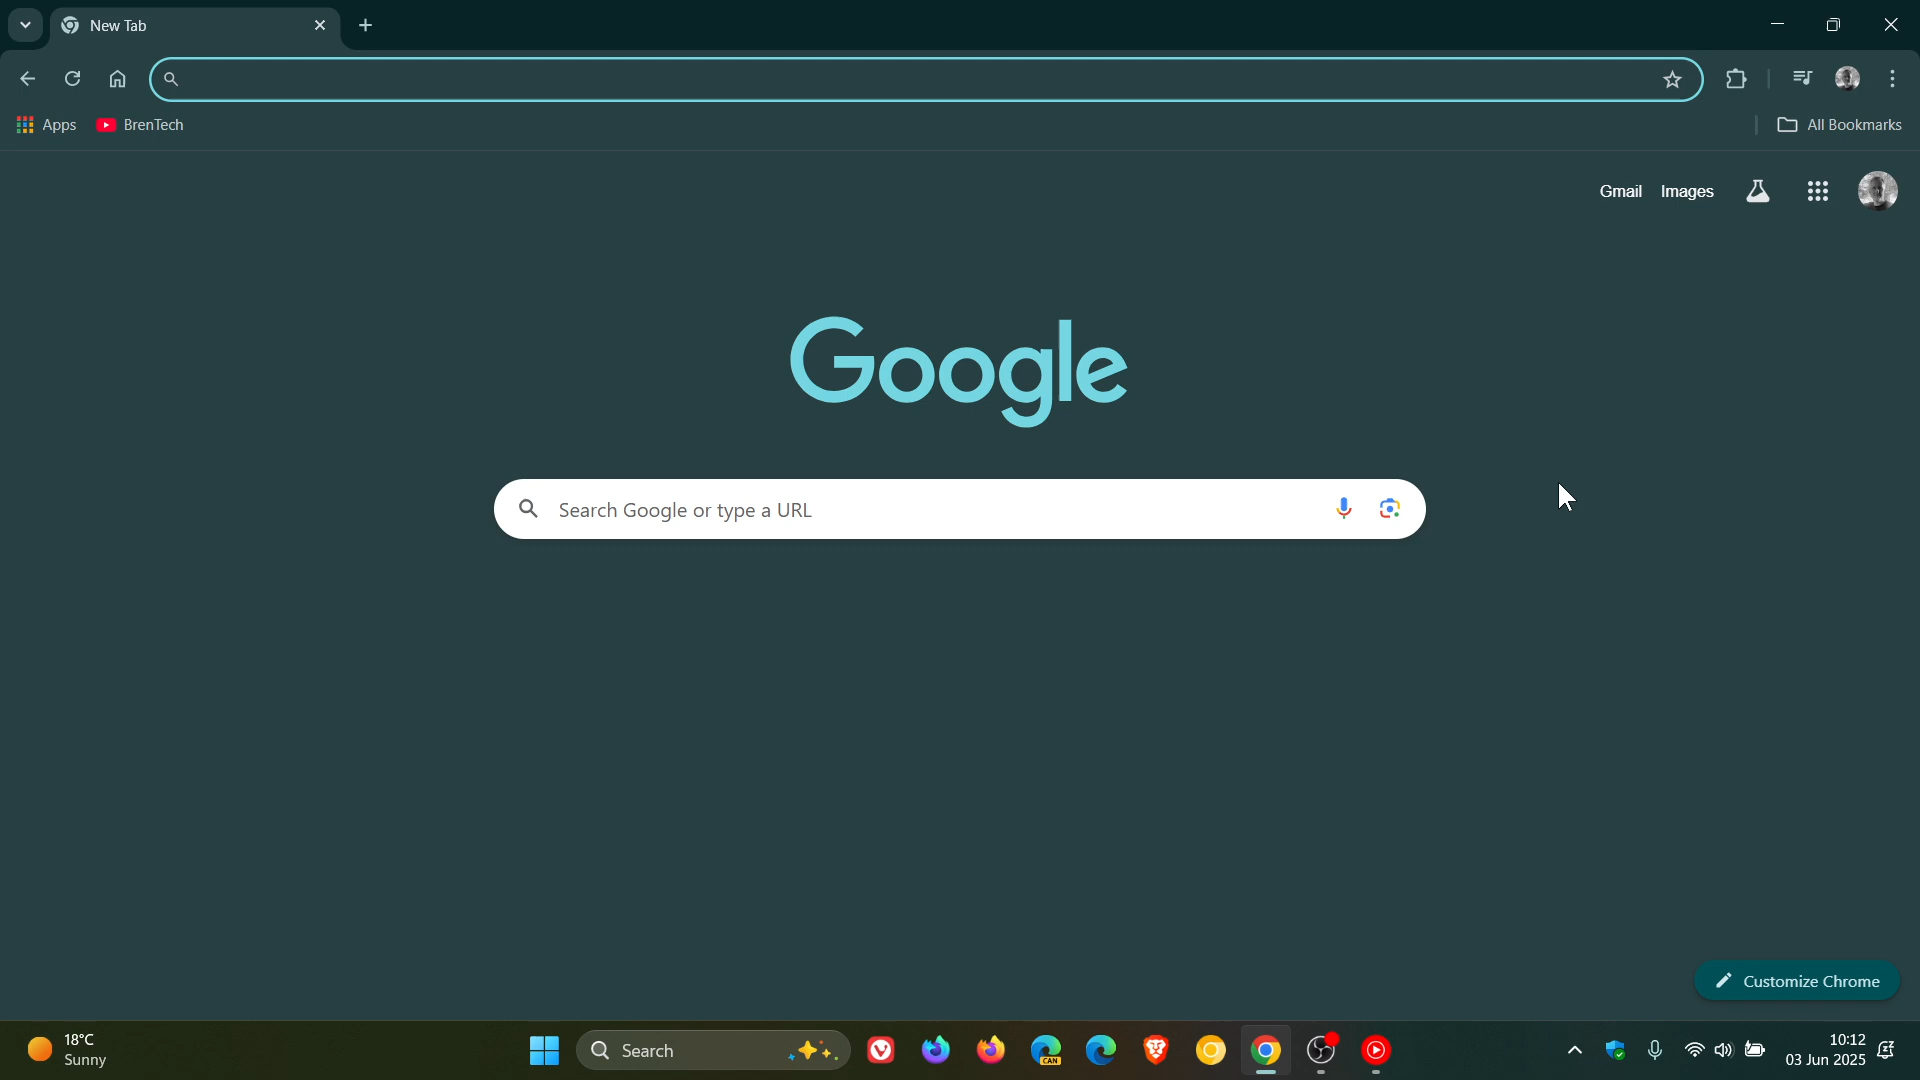 New Tab
Apps
BrenTech
All Bookmarks
Gmail
Images
Google
Search Google or type a URL
Customize Chrome
18°C
Sunny
Search
CAN
10:12
03 Jun 2025